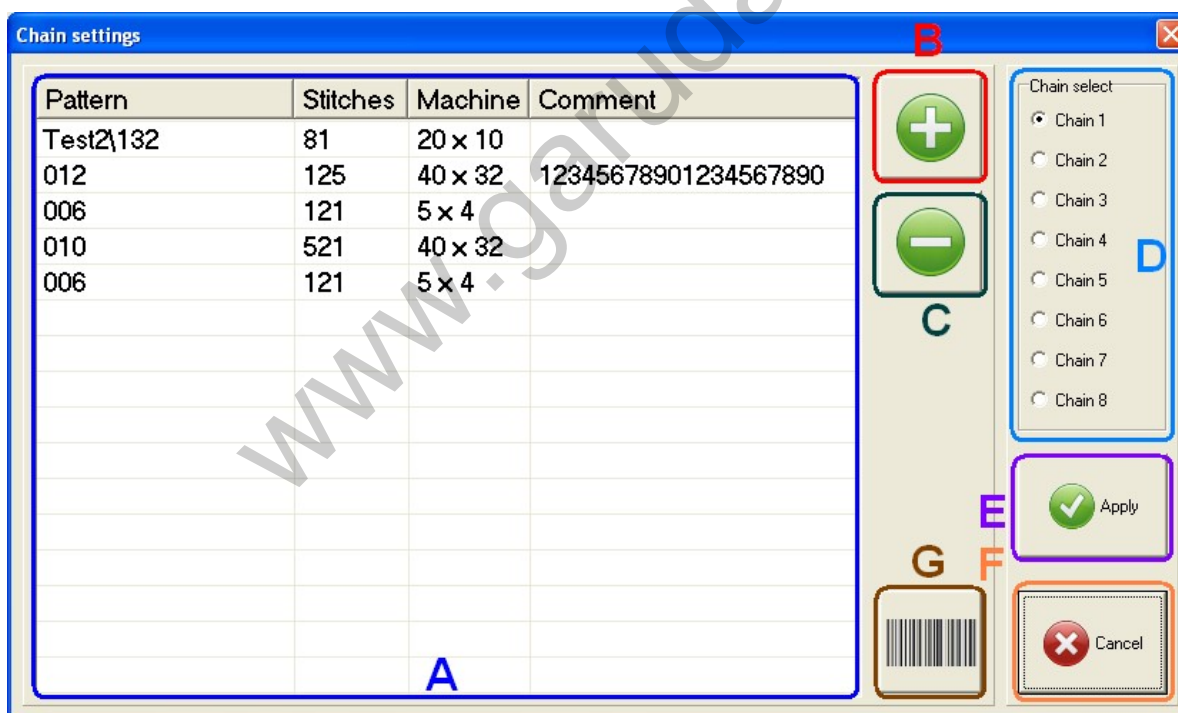 Chain settings
Pattern Stitches Machine Comment
Test2\132 81 20 x 10
012 125 40 x 32 12345678901234567890
006 121 5 x 4
010 521 40 x 32
006 121 5 x 4
A
B
C
G
Chain select
Chain 1
Chain 2
Chain 3
Chain 4
Chain 5
Chain 6
Chain 7
Chain 8
D
E
Apply
F
Cancel
www.garuda